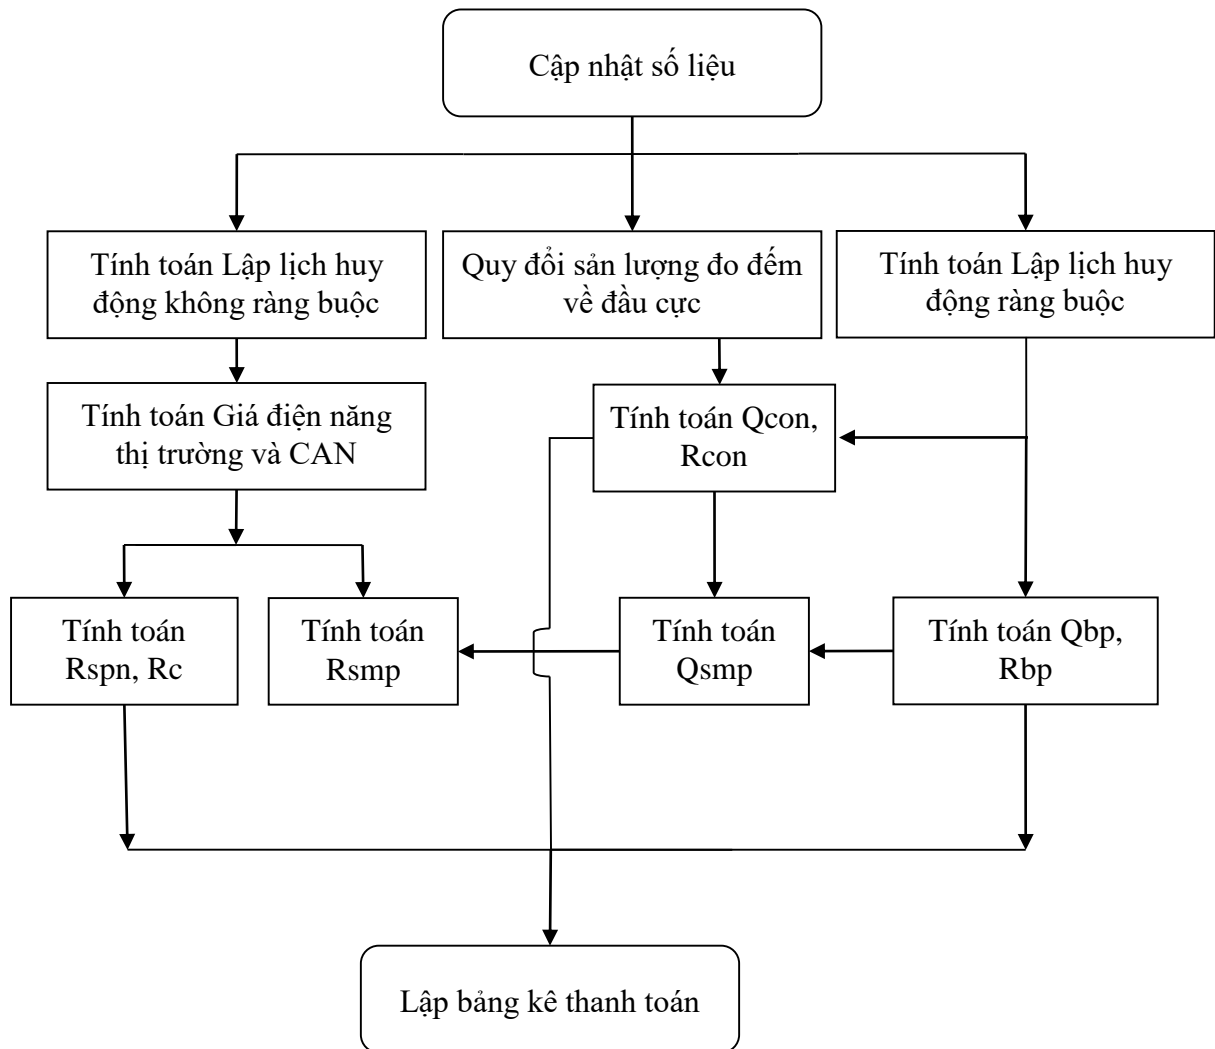 Cập nhật số liệu
Tính toán Lập lịch huy
động không ràng buộc
Quy đổi sản lượng đo đếm
về đầu cực
Tính toán Lập lịch huy
động ràng buộc
Tính toán Giá điện năng
thị trường và CAN
Tính toán Qcon,
Rcon
Tính toán
Rspn, Rc
Tính toán
Rsmp
Tính toán
Qsmp
Tính toán Qbp,
Rbp
Lập bảng kê thanh toán